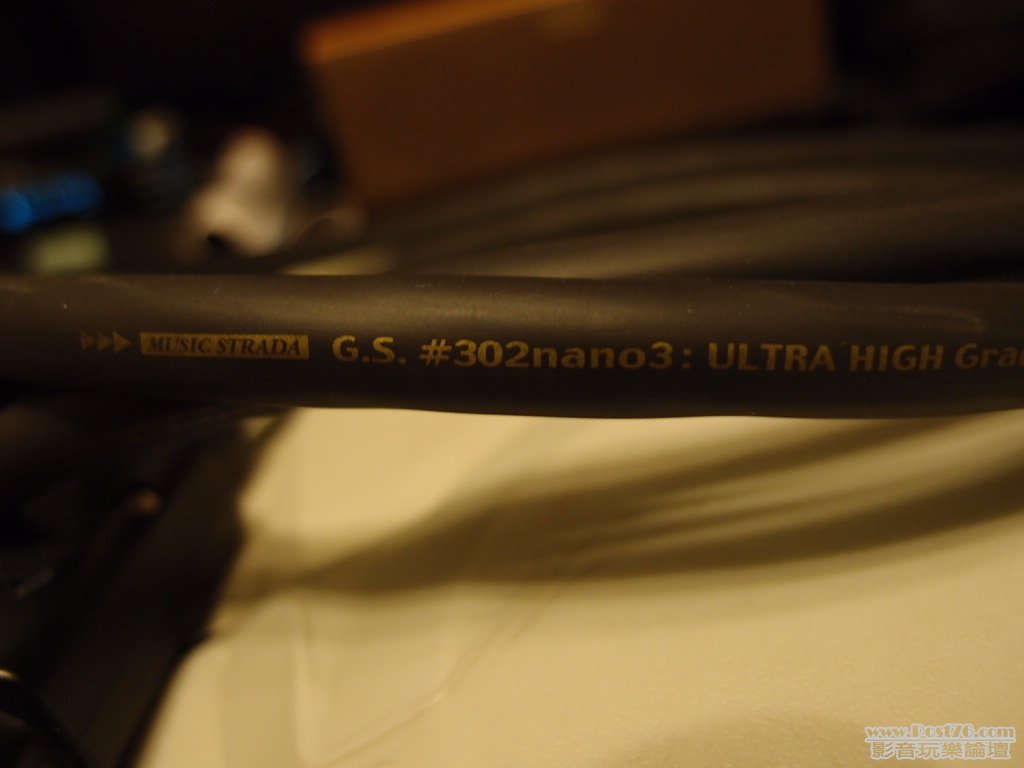 MUSIC STRADA G.S. #302nano3: ULTRA HIGH
www.Post76.com
影音玩樂論壇